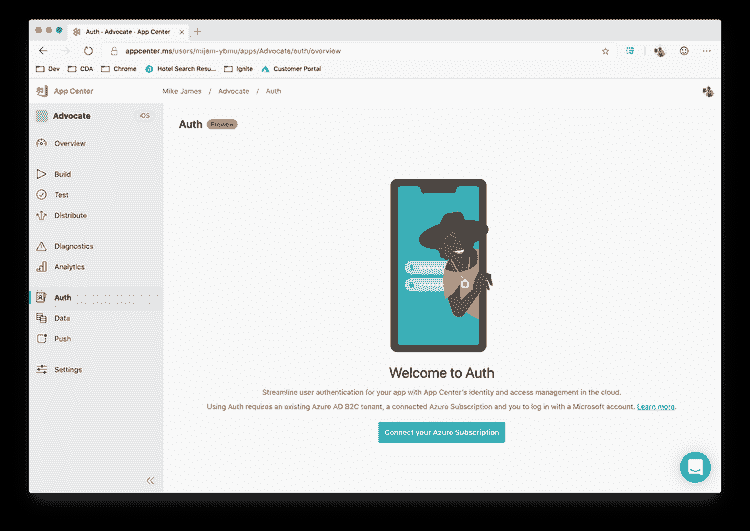 Auth - Advocate - App Center
appcenter.ms/users/mijam-ybmu/apps/Advocate/auth/overview
Dev CDA Chrome Hotel Search Resu... Ignite Customer Portal
App Center
Mike James / Advocate / Auth
Advocate iOS
Auth Preview
Overview
Build
Test
Distribute
Diagnostics
Analytics
Auth
Data
Push
Settings
Welcome to Auth
Streamline user authentication for your app with App Center's identity and access management in the cloud.
Using Auth requires an existing Azure AD B2C tenant, a connected Azure Subscription and you to log in with a Microsoft account. Learn more.
Connect your Azure Subscription